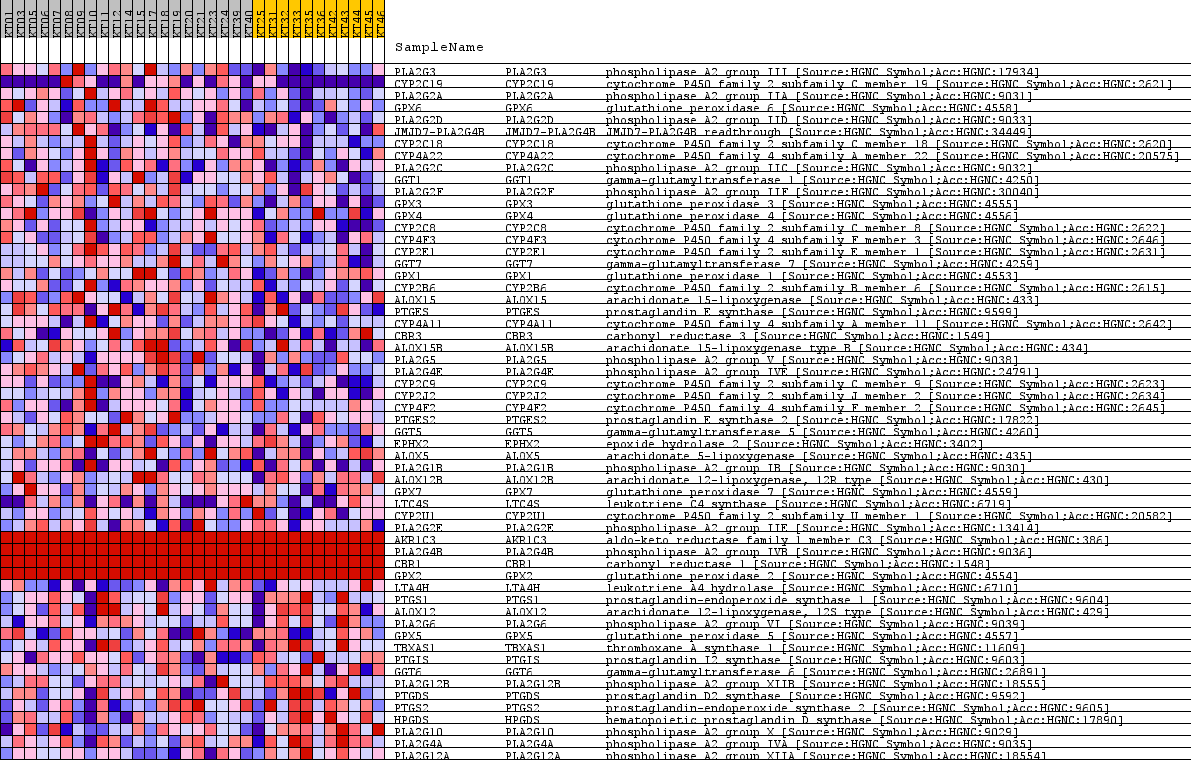 KT01 KT03 KT05 KT06 KT07 KT08 KT09 KT10 KT11 KT12 KT14 KT15 KT17 KT18 KT19 KT20 KT21 KT23 KT24 KT39 KT40 KT25 KT31 KT32 KT33 KT35 KT36 KT42 KT43 KT44 KT45 KT46
SampleName
PLA2G3 PLA2G3 phospholipase A2 group III [Source:HGNC Symbol;Acc:HGNC:17934]
CYP2C19 CYP2C19 cytochrome P450 family 2 subfamily C member 19 [Source:HGNC Symbol;Acc:HGNC:2621]
PLA2G2A PLA2G2A phospholipase A2 group IIA [Source:HGNC Symbol;Acc:HGNC:9031]
GPX6 GPX6 glutathione peroxidase 6 [Source:HGNC Symbol;Acc:HGNC:4558]
PLA2G2D PLA2G2D phospholipase A2 group IID [Source:HGNC Symbol;Acc:HGNC:9033]
JMJD7-PLA2G4B JMJD7-PLA2G4B JMJD7-PLA2G4B readthrough [Source:HGNC Symbol;Acc:HGNC:34449]
CYP2C18 CYP2C18 cytochrome P450 family 2 subfamily C member 18 [Source:HGNC Symbol;Acc:HGNC:2620]
CYP4A22 CYP4A22 cytochrome P450 family 4 subfamily A member 22 [Source:HGNC Symbol;Acc:HGNC:20575]
PLA2G2C PLA2G2C phospholipase A2 group IIC [Source:HGNC Symbol;Acc:HGNC:9032]
GGT1 GGT1 gamma-glutamyltransferase 1 [Source:HGNC Symbol;Acc:HGNC:4250]
PLA2G2F PLA2G2F phospholipase A2 group IIF [Source:HGNC Symbol;Acc:HGNC:30040]
GPX3 GPX3 glutathione peroxidase 3 [Source:HGNC Symbol;Acc:HGNC:4555]
GPX4 GPX4 glutathione peroxidase 4 [Source:HGNC Symbol;Acc:HGNC:4556]
CYP2C8 CYP2C8 cytochrome P450 family 2 subfamily C member 8 [Source:HGNC Symbol;Acc:HGNC:2622]
CYP4F3 CYP4F3 cytochrome P450 family 4 subfamily F member 3 [Source:HGNC Symbol;Acc:HGNC:2646]
CYP2E1 CYP2E1 cytochrome P450 family 2 subfamily E member 1 [Source:HGNC Symbol;Acc:HGNC:2631]
GGT7 GGT7 gamma-glutamyltransferase 7 [Source:HGNC Symbol;Acc:HGNC:4259]
GPX1 GPX1 glutathione peroxidase 1 [Source:HGNC Symbol;Acc:HGNC:4553]
CYP2B6 CYP2B6 cytochrome P450 family 2 subfamily B member 6 [Source:HGNC Symbol;Acc:HGNC:2615]
ALOX15 ALOX15 arachidonate 15-lipoxygenase [Source:HGNC Symbol;Acc:HGNC:433]
PTGES PTGES prostaglandin E synthase [Source:HGNC Symbol;Acc:HGNC:9599]
CYP4A11 CYP4A11 cytochrome P450 family 4 subfamily A member 11 [Source:HGNC Symbol;Acc:HGNC:2642]
CBR3 CBR3 carbonyl reductase 3 [Source:HGNC Symbol;Acc:HGNC:1549]
ALOX15B ALOX15B arachidonate 15-lipoxygenase type B [Source:HGNC Symbol;Acc:HGNC:434]
PLA2G5 PLA2G5 phospholipase A2 group V [Source:HGNC Symbol;Acc:HGNC:9038]
PLA2G4E PLA2G4E phospholipase A2 group IVE [Source:HGNC Symbol;Acc:HGNC:24791]
CYP2C9 CYP2C9 cytochrome P450 family 2 subfamily C member 9 [Source:HGNC Symbol;Acc:HGNC:2623]
CYP2J2 CYP2J2 cytochrome P450 family 2 subfamily J member 2 [Source:HGNC Symbol;Acc:HGNC:2634]
CYP4F2 CYP4F2 cytochrome P450 family 4 subfamily F member 2 [Source:HGNC Symbol;Acc:HGNC:2645]
PTGES2 PTGES2 prostaglandin E synthase 2 [Source:HGNC Symbol;Acc:HGNC:17822]
GGT5 GGT5 gamma-glutamyltransferase 5 [Source:HGNC Symbol;Acc:HGNC:4260]
EPHX2 EPHX2 epoxide hydrolase 2 [Source:HGNC Symbol;Acc:HGNC:3402]
ALOX5 ALOX5 arachidonate 5-lipoxygenase [Source:HGNC Symbol;Acc:HGNC:435]
PLA2G1B PLA2G1B phospholipase A2 group IB [Source:HGNC Symbol;Acc:HGNC:9030]
ALOX12B ALOX12B arachidonate 12-lipoxygenase, 12R type [Source:HGNC Symbol;Acc:HGNC:430]
GPX7 GPX7 glutathione peroxidase 7 [Source:HGNC Symbol;Acc:HGNC:4559]
LTC4S LTC4S leukotriene C4 synthase [Source:HGNC Symbol;Acc:HGNC:6719]
CYP2U1 CYP2U1 cytochrome P450 family 2 subfamily U member 1 [Source:HGNC Symbol;Acc:HGNC:20582]
PLA2G2E PLA2G2E phospholipase A2 group IIE [Source:HGNC Symbol;Acc:HGNC:13414]
AKR1C3 AKR1C3 aldo-keto reductase family 1 member C3 [Source:HGNC Symbol;Acc:HGNC:386]
PLA2G4B PLA2G4B phospholipase A2 group IVB [Source:HGNC Symbol;Acc:HGNC:9036]
CBR1 CBR1 carbonyl reductase 1 [Source:HGNC Symbol;Acc:HGNC:1548]
GPX2 GPX2 glutathione peroxidase 2 [Source:HGNC Symbol;Acc:HGNC:4554]
LTA4H LTA4H leukotriene A4 hydrolase [Source:HGNC Symbol;Acc:HGNC:6710]
PTGS1 PTGS1 prostaglandin-endoperoxide synthase 1 [Source:HGNC Symbol;Acc:HGNC:9604]
ALOX12 ALOX12 arachidonate 12-lipoxygenase, 12S type [Source:HGNC Symbol;Acc:HGNC:429]
PLA2G6 PLA2G6 phospholipase A2 group VI [Source:HGNC Symbol;Acc:HGNC:9039]
GPX5 GPX5 glutathione peroxidase 5 [Source:HGNC Symbol;Acc:HGNC:4557]
TBXAS1 TBXAS1 thromboxane A synthase 1 [Source:HGNC Symbol;Acc:HGNC:11609]
PTGIS PTGIS prostaglandin I2 synthase [Source:HGNC Symbol;Acc:HGNC:9603]
GGT6 GGT6 gamma-glutamyltransferase 6 [Source:HGNC Symbol;Acc:HGNC:26891]
PLA2G12B PLA2G12B phospholipase A2 group XIIB [Source:HGNC Symbol;Acc:HGNC:18555]
PTGDS PTGDS prostaglandin D2 synthase [Source:HGNC Symbol;Acc:HGNC:9592]
PTGS2 PTGS2 prostaglandin-endoperoxide synthase 2 [Source:HGNC Symbol;Acc:HGNC:9605]
HPGDS HPGDS hematopoietic prostaglandin D synthase [Source:HGNC Symbol;Acc:HGNC:17890]
PLA2G10 PLA2G10 phospholipase A2 group X [Source:HGNC Symbol;Acc:HGNC:9029]
PLA2G4A PLA2G4A phospholipase A2 group IVA [Source:HGNC Symbol;Acc:HGNC:9035]
PLA2G12A PLA2G12A phospholipase A2 group XIIA [Source:HGNC Symbol;Acc:HGNC:18554]